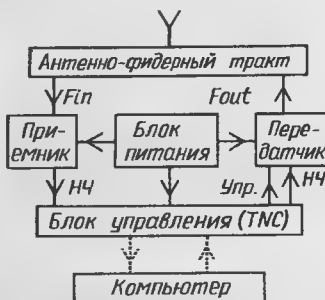 Антенно-фидерный тракт
Fin
Fout
При-
емник
Блок
питания
Пере-
датчик
НЧ
Упр.
НЧ
Блок управления (TNC)
Компьютер